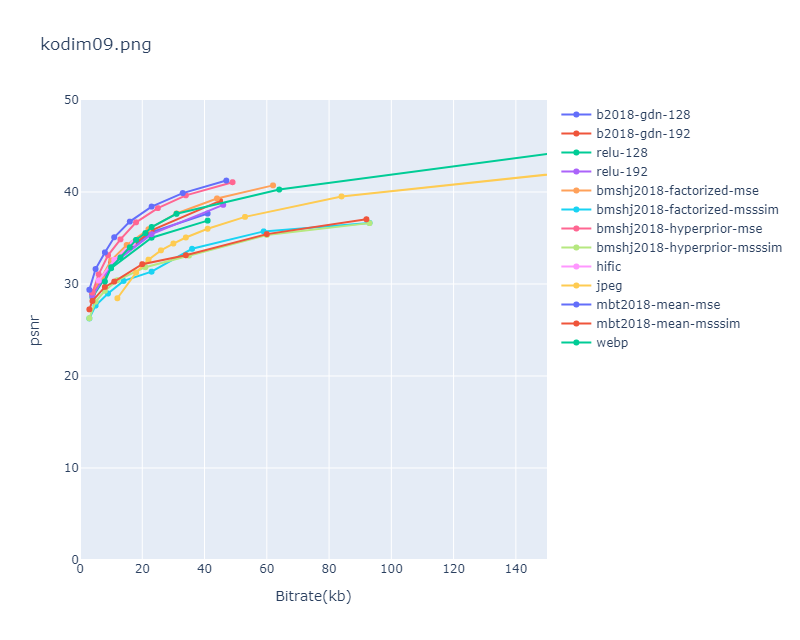 kodim09.png
50
40
30
20
10
0
psnr
0 20 40 60 80 100 120 140
Bitrate(kb)
b2018-gdn-128
b2018-gdn-192
relu-128
relu-192
bmshj2018-factorized-mse
bmshj2018-factorized-msssim
bmshj2018-hyperprior-mse
bmshj2018-hyperprior-msssim
hific
jpeg
mbt2018-mean-mse
mbt2018-mean-msssim
webp